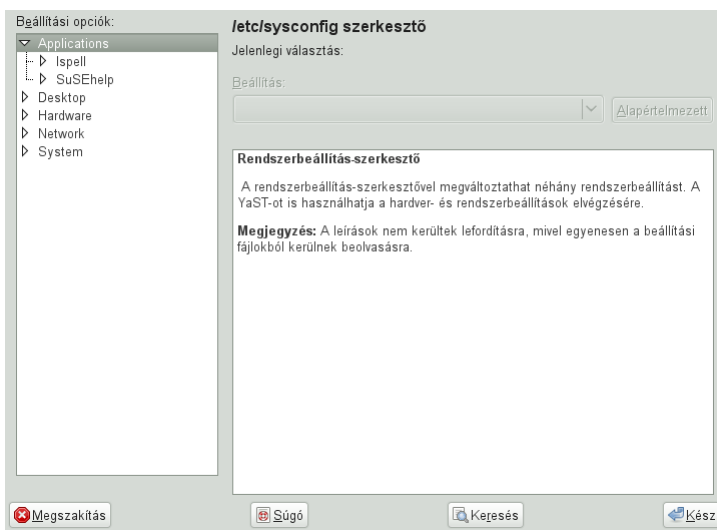 Beállítási opciók:
Applications
Ispell
SuSEhelp
Desktop
Hardware
Network
System
/etc/sysconfig szerkesztő
Jelenlegi választás:
Beállítás:
Alapértelmezett
Rendszerbeállítás-szerkesztő
A rendszerbeállítás-szerkesztővel megváltoztathat néhány rendszerbeállítást. A
YaST-ot is használhatja a hardver- és rendszerbeállítások elvégzésére.
Megjegyzés: A leírások nem kerültek lefordításra, mivel egyenesen a beállítási
fájlokból kerülnek beolvasásra.
Megszakítás
Súgó
Keresés
Kész